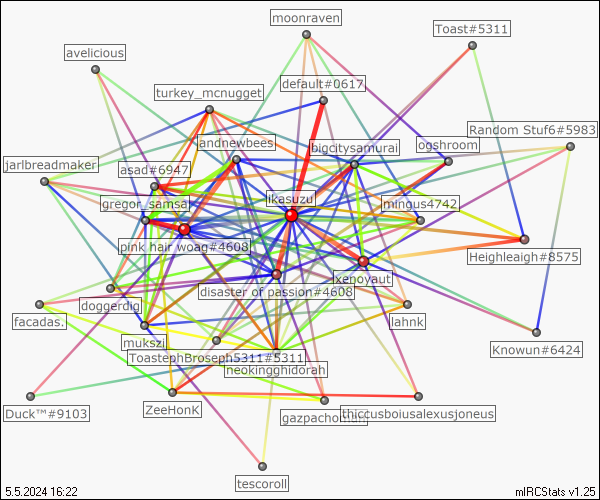 moonraven
Toast#5311
avelicious
default#0617
turkey_mcnugget
Random Stuf6#5983
andnewbees
bigcitysamurai
ogshroom
jarlbreadmaker
asad#6947
gregor_samsa
ikasuzu
mingus4742
pink hair woag#4608
Heighleigh#8575
xenoyaut
disaster of passion#4608
doggerdig
facadas.
lahnk
mukszi
Knowun#6424
ToastephBroseph5311#5311
neokingghidorah
Duck™#9103
ZeeHonK
thiccusboiusalexusjoneus
tescoroll
5.5.2024 16:22
mIRCStats v1.25